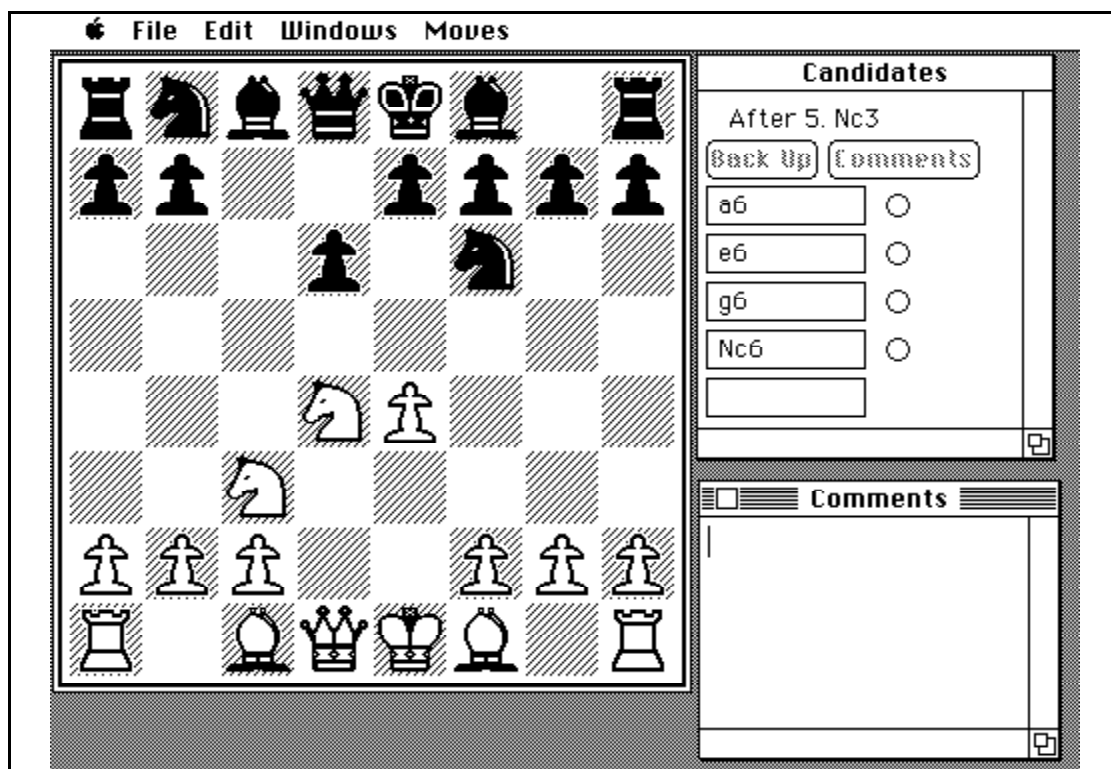 File Edit Windows Moves
Candidates
After 5. Nc3
Back Up Comments
a6
e6
g6
Nc6
Comments